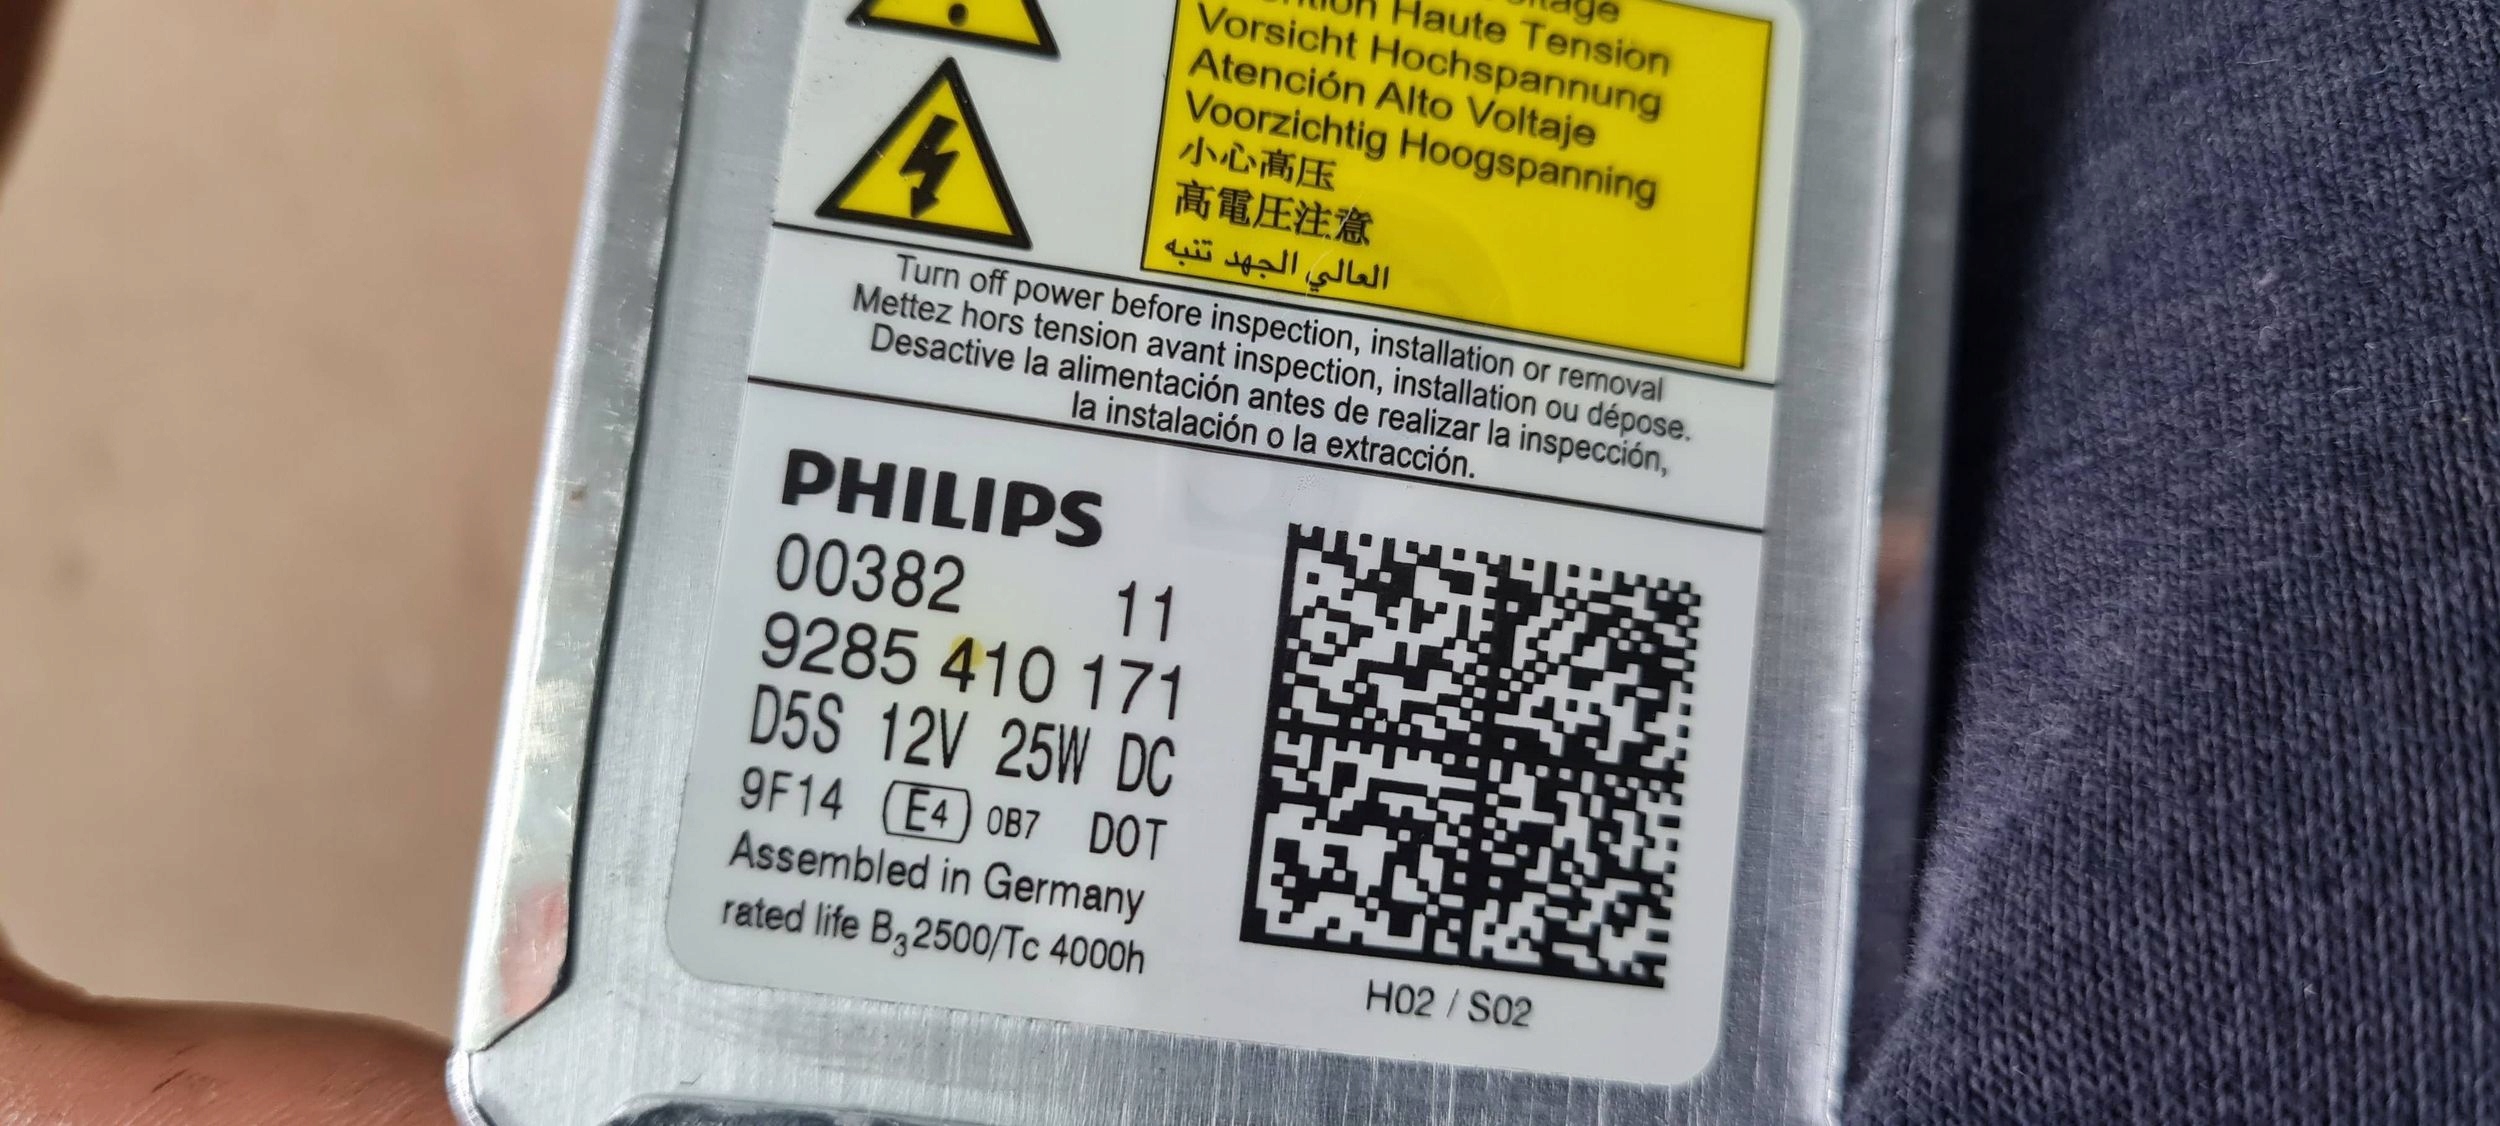 Haute Tension
Vorsicht Hochspannung
Atención Alto Voltaje
Voorzichtig Hoogspanning
小心高压
高電圧注意
العالي الجهد تنبه
Turn off power before inspection, installation or removal
Mettez hors tension avant inspection, installation ou dépose.
Desactive la alimentación antes de realizar la inspección,
la instalación o la extracción.
PHILIPS
00382 11
9285 410 171
D5S 12V 25W DC
9F14 E4 0B7 DOT
Assembled in Germany
rated life B3 2500/Tc 4000h
H02 / S02